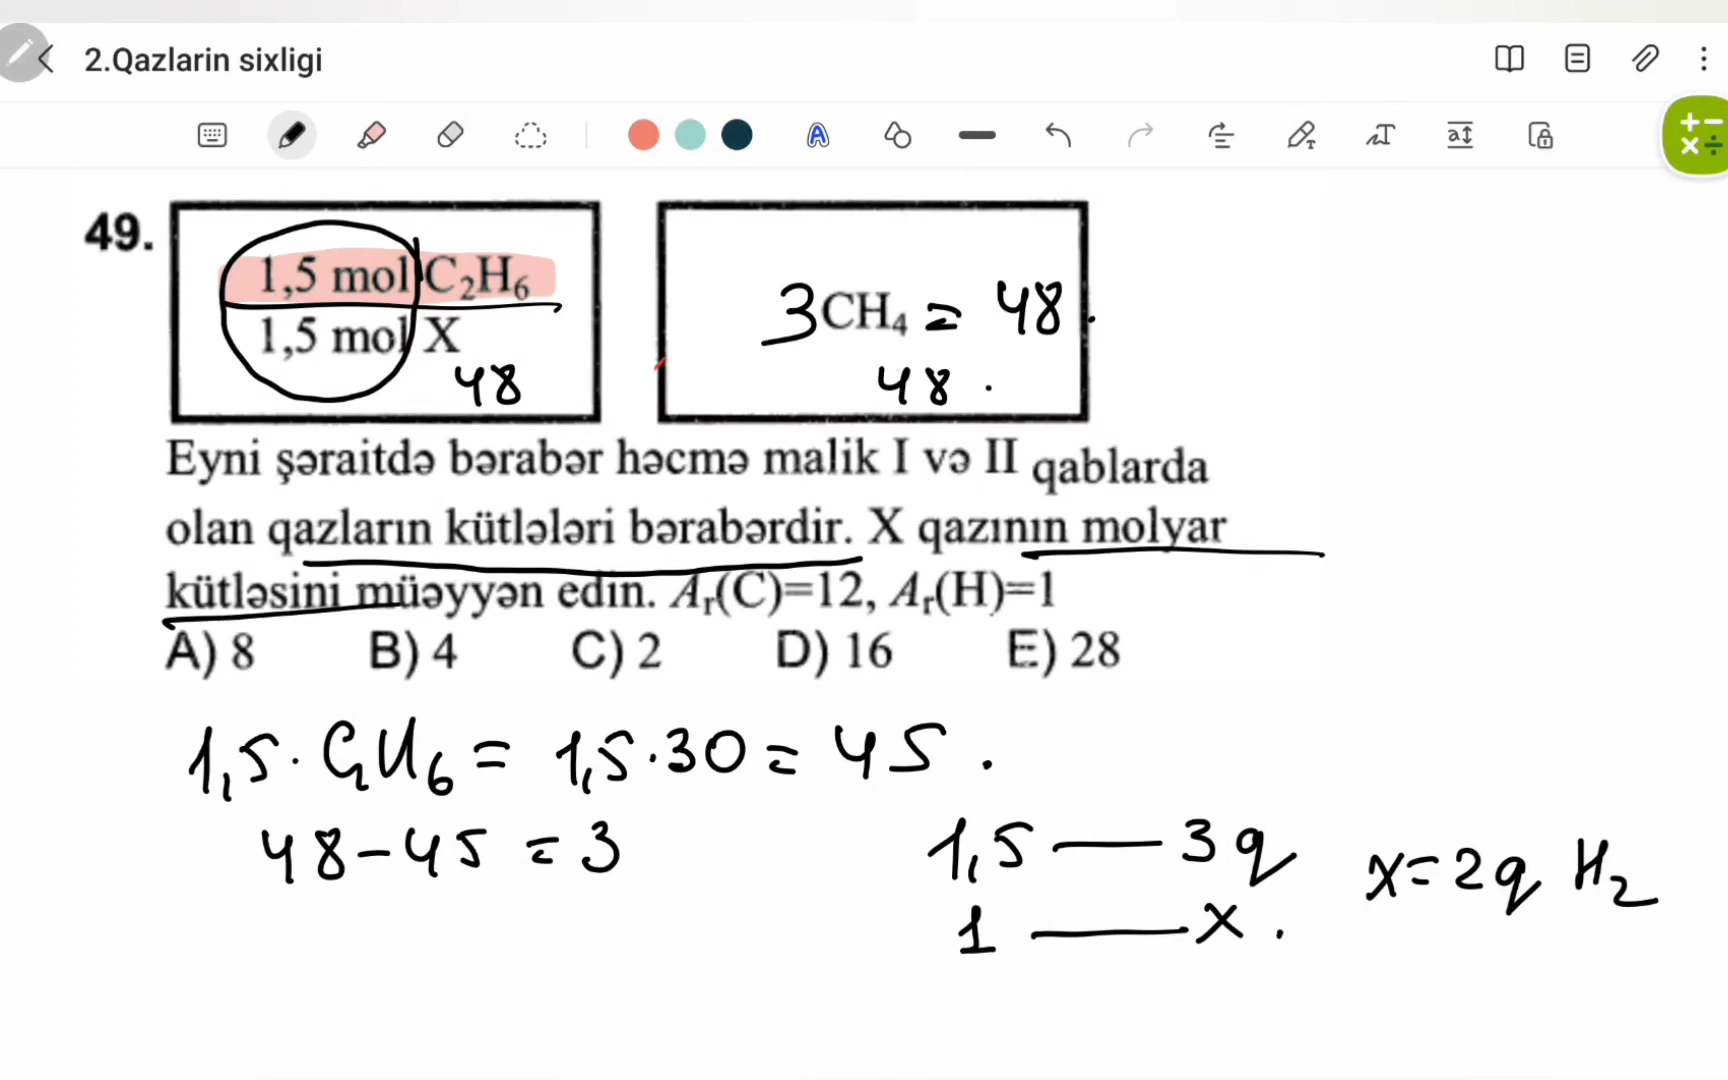 2.Qazlarin sixligi
49.
1,5 mol C₂H₆
1,5 mol X
48
3CH₄ = 48.
48.
Eyni şəraitdə bərabər həcmə malik I və II qablarda
olan qazların kütlələri bərabərdir. X qazının molyar
kütləsini müəyyən edin. Aᵣ(C)=12, Aᵣ(H)=1
A) 8 B) 4 C) 2 D) 16 E) 28
1,5 · C₂H₆ = 1,5 · 30 = 45.
48 - 45 = 3
1,5 — 3q
1 — x.
x = 2q H₂